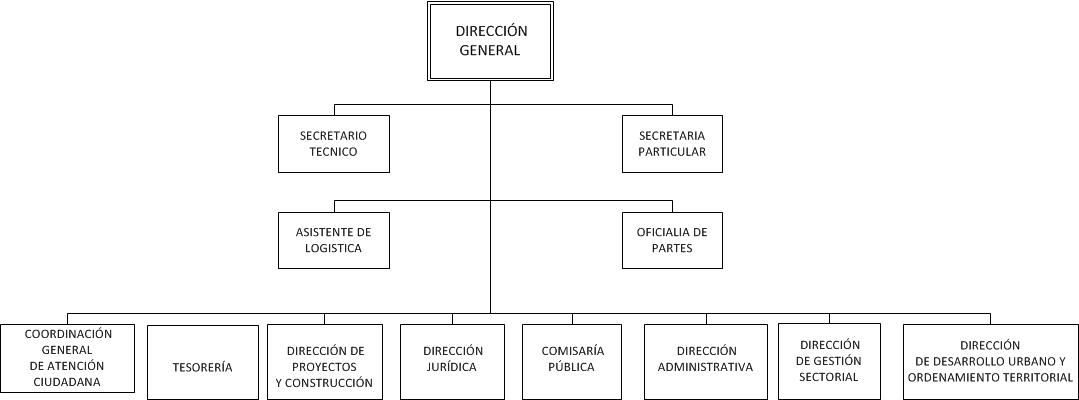 DIRECCIÓN
GENERAL
SECRETARIO
TECNICO
SECRETARIA
PARTICULAR
ASISTENTE DE
LOGISTICA
OFICIALIA DE
PARTES
COORDINACIÓN
GENERAL
DE ATENCIÓN
CIUDADANA
TESORERÍA
DIRECCIÓN DE
PROYECTOS
Y CONSTRUCCIÓN
DIRECCIÓN
JURÍDICA
COMISARÍA
PÚBLICA
DIRECCIÓN
ADMINISTRATIVA
DIRECCIÓN
DE GESTIÓN
SECTORIAL
DIRECCIÓN
DE DESARROLLO URBANO Y
ORDENAMIENTO TERRITORIAL